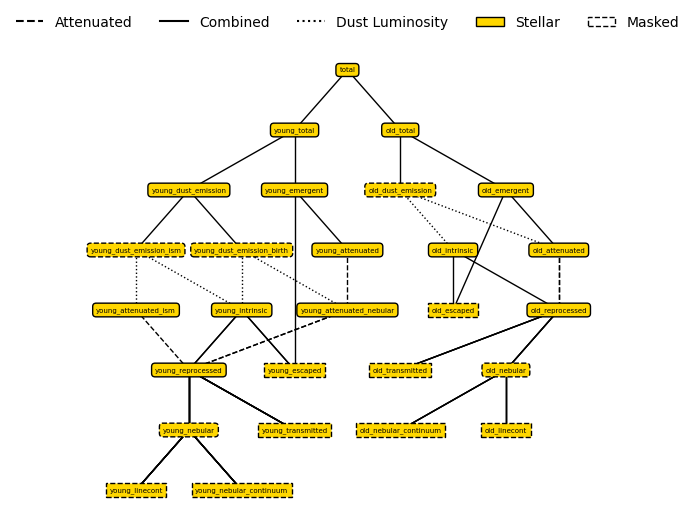 Attenuated Combined Dust Luminosity Stellar Masked
total
young_total old_total
young_dust_emission young_emergent old_dust_emission old_emergent
young_dust_emission_ism young_dust_emission_birth young_attenuated old_intrinsic old_attenuated
young_attenuated_ism young_intrinsic young_attenuated_nebular old_escaped old_reprocessed
young_reprocessed young_escaped old_transmitted old_nebular
young_nebular young_transmitted old_nebular_continuum old_linecont
young_linecont young_nebular_continuum